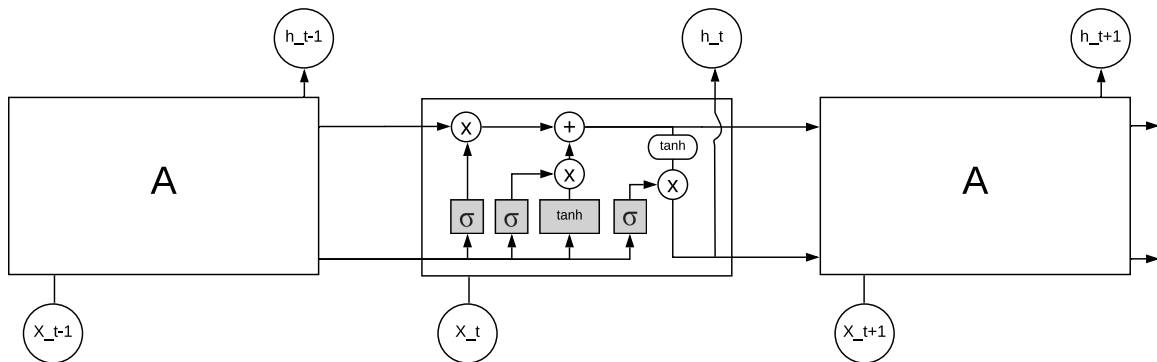 h_t-1
h_t
h_t+1
A
x
+
tanh
x
x
σ
σ
tanh
σ
A
X_t-1
X_t
X_t+1